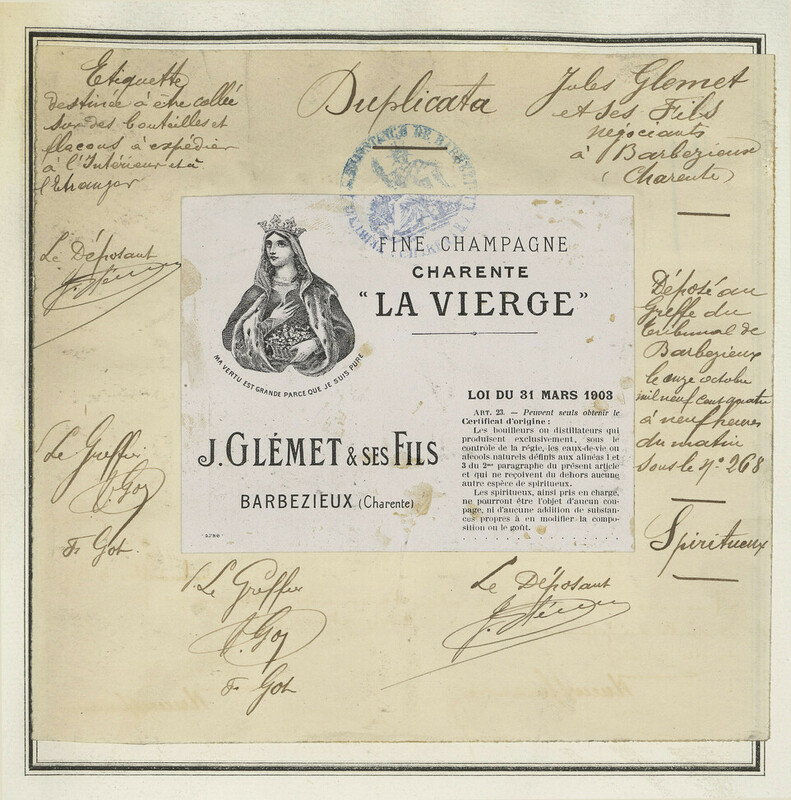 Etiquette
destinée à être collée
sur des bouteilles et
flacons à expédier
à l'Intérieur et à
l'Etranger
Duplicata
Jules Glemet
et ses Fils
négociants
à Barbezieux
(Charente)
TRIBUNAL DE 1ÈRE INSTANCE DE BARBEZIEUX
Le Déposant
FINE CHAMPAGNE
CHARENTE
"LA VIERGE"
MA VERTU EST GRANDE PARCE QUE JE SUIS PURE
J. GLÉMET & SES FILS
BARBEZIEUX (Charente)
LOI DU 31 MARS 1903
ART. 23. — Peuvent seuls obtenir le
Certificat d'origine :
Les bouilleurs ou distillateurs qui
produisent exclusivement, sous le
contrôle de la régie, les eaux-de-vie ou
alcools naturels définis aux alinéas 1 et
3 du 2me paragraphe du présent article
et qui ne reçoivent du dehors aucune
autre espèce de spiritueux.
Les spiritueux, ainsi pris en charge,
ne pourront être l'objet d'aucun cou-
page, ni d'aucune addition de substan-
ces propres à en modifier la compo-
sition ou le goût.
Déposé au
Greffe du
tribunal de
Barbezieux
le onze octobre
mil neuf cent quatre
à neuf heures
du matin
sous le N° 268
Spiritueux
Le Greffier
F. Got
Le Greffier
F. Got
Le Déposant